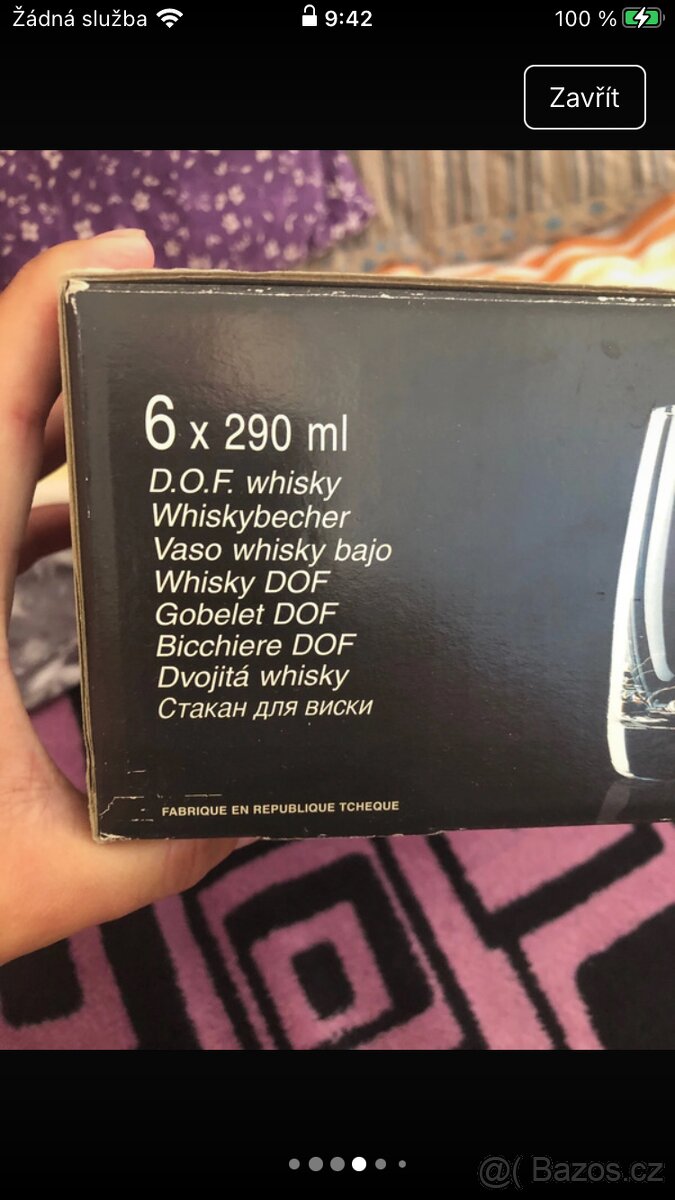 Žádná služba 9:42 100 %
Zavřít
6 x 290 ml
D.O.F. whisky
Whiskybecher
Vaso whisky bajo
Whisky DOF
Gobelet DOF
Bicchiere DOF
Dvojitá whisky
Стакан для виски
FABRIQUE EN REPUBLIQUE TCHEQUE
@( Bazos.cz